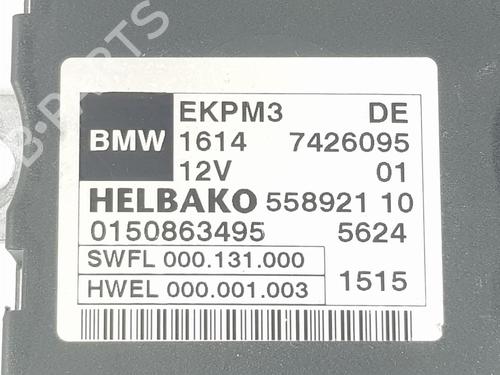 B-PARTS
BMW
EKPM3 DE
1614 7426095
12V 01
HELBAKO 558921 10
0150863495 5624
SWFL 000.131.000
HWEL 000.001.003 1515